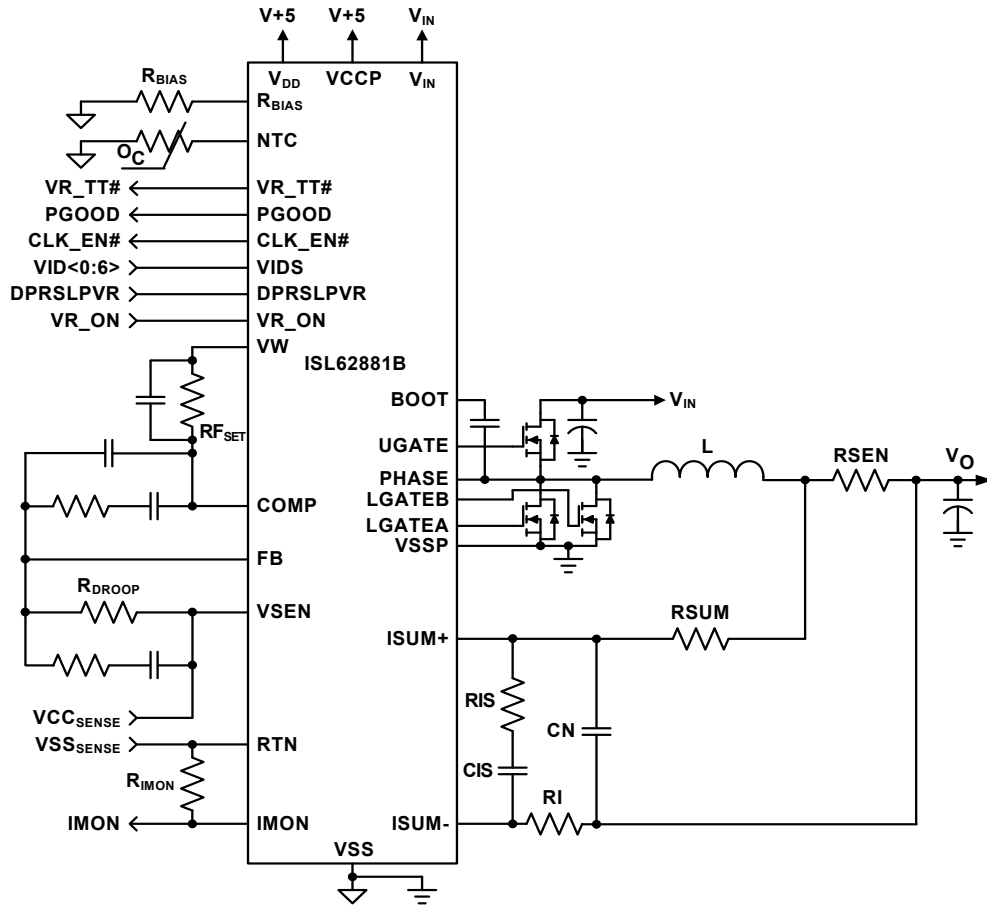 V+5 V+5 VIN
VDD VCCP VIN
RBIAS
RBIAS
NTC
OC
VR_TT# VR_TT#
PGOOD PGOOD
CLK_EN# CLK_EN#
VID<0:6> VIDS
DPRSLPVR DPRSLPVR
VR_ON VR_ON
VW
ISL62881B
BOOT
VIN
RFSET
UGATE
L
RSEN
VO
PHASE
LGATEB
COMP
LGATEA
VSSP
FB
RDROOP
VSEN
RSUM
ISUM+
RIS
CN
VCCSENSE
VSSSENSE RTN
CIS
RIMON
RI
IMON IMON
ISUM-
VSS